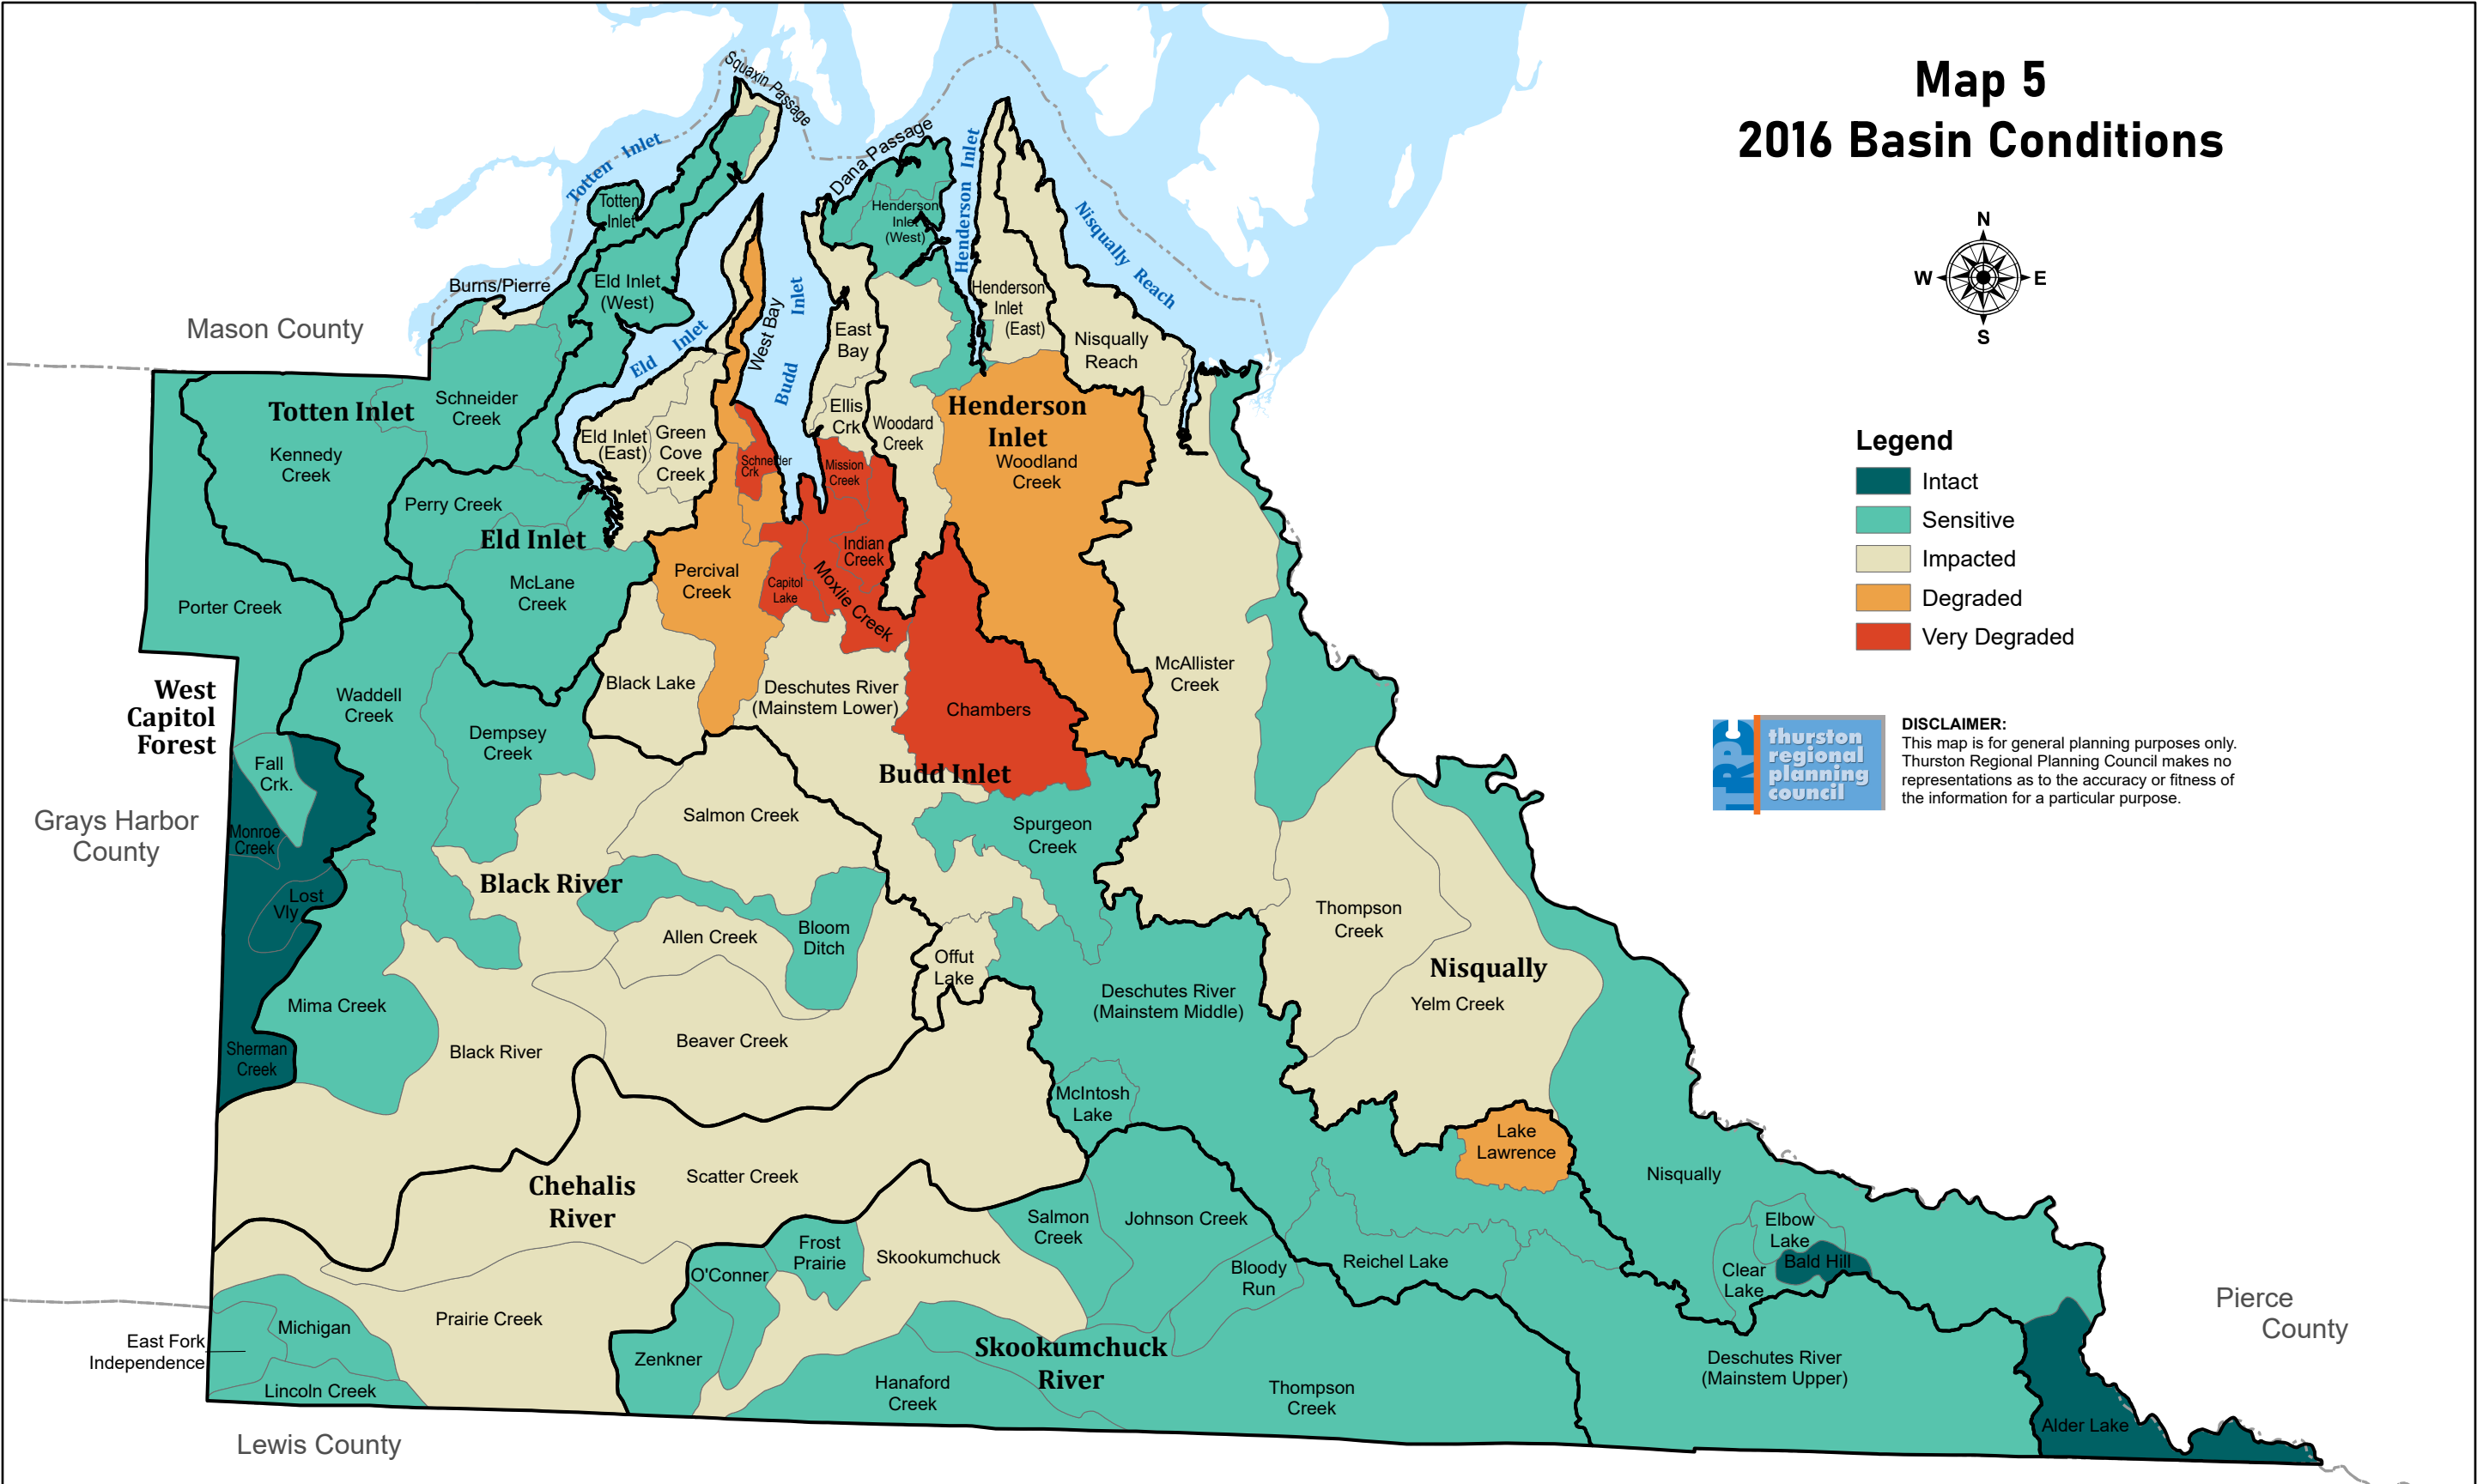 Map 5
2016 Basin Conditions
N
W
E
S
Squaxin Passage
Totten Inlet
Dana Passage
Henderson Inlet
Nisqually Reach
Totten
Inlet
Henderson
Inlet
(West)
Burns/Pierre
Eld Inlet
(West)
Henderson
Inlet
(East)
Mason County
Eld Inlet
West Bay
Budd Inlet
East
Bay
Nisqually
Reach
Totten Inlet
Schneider
Creek
Kennedy
Creek
Eld Inlet
(East)
Green
Cove
Creek
Ellis
Crk
Woodard
Creek
Henderson
Inlet
Woodland
Creek
Schneider
Crk
Mission
Creek
Perry Creek
Eld Inlet
McLane
Creek
Porter Creek
Percival
Creek
Capitol
Lake
Moxlie Creek
Indian
Creek
Legend
Intact
Sensitive
Impacted
Degraded
Very Degraded
West
Capitol
Forest
Waddell
Creek
Dempsey
Creek
Black Lake
Deschutes River
(Mainstem Lower)
Chambers
McAllister
Creek
Budd Inlet
TRPC
thurston
regional
planning
council
DISCLAIMER:
This map is for general planning purposes only.
Thurston Regional Planning Council makes no
representations as to the accuracy or fitness of
the information for a particular purpose.
Fall
Crk.
Grays Harbor
County
Monroe
Creek
Lost
Vly
Salmon Creek
Spurgeon
Creek
Black River
Allen Creek
Bloom
Ditch
Offut
Lake
Thompson
Creek
Nisqually
Yelm Creek
Mima Creek
Black River
Beaver Creek
Deschutes River
(Mainstem Middle)
Sherman
Creek
McIntosh
Lake
Lake
Lawrence
Chehalis
River
Scatter Creek
Nisqually
Salmon
Creek
Johnson Creek
Elbow
Lake
Bald Hill
Clear
Lake
Frost
Prairie
Skookumchuck
O'Conner
Bloody
Run
Reichel Lake
Pierce
County
Prairie Creek
East Fork
Independence
Michigan
Lincoln Creek
Zenkner
Skookumchuck
River
Hanaford
Creek
Thompson
Creek
Deschutes River
(Mainstem Upper)
Alder Lake
Lewis County